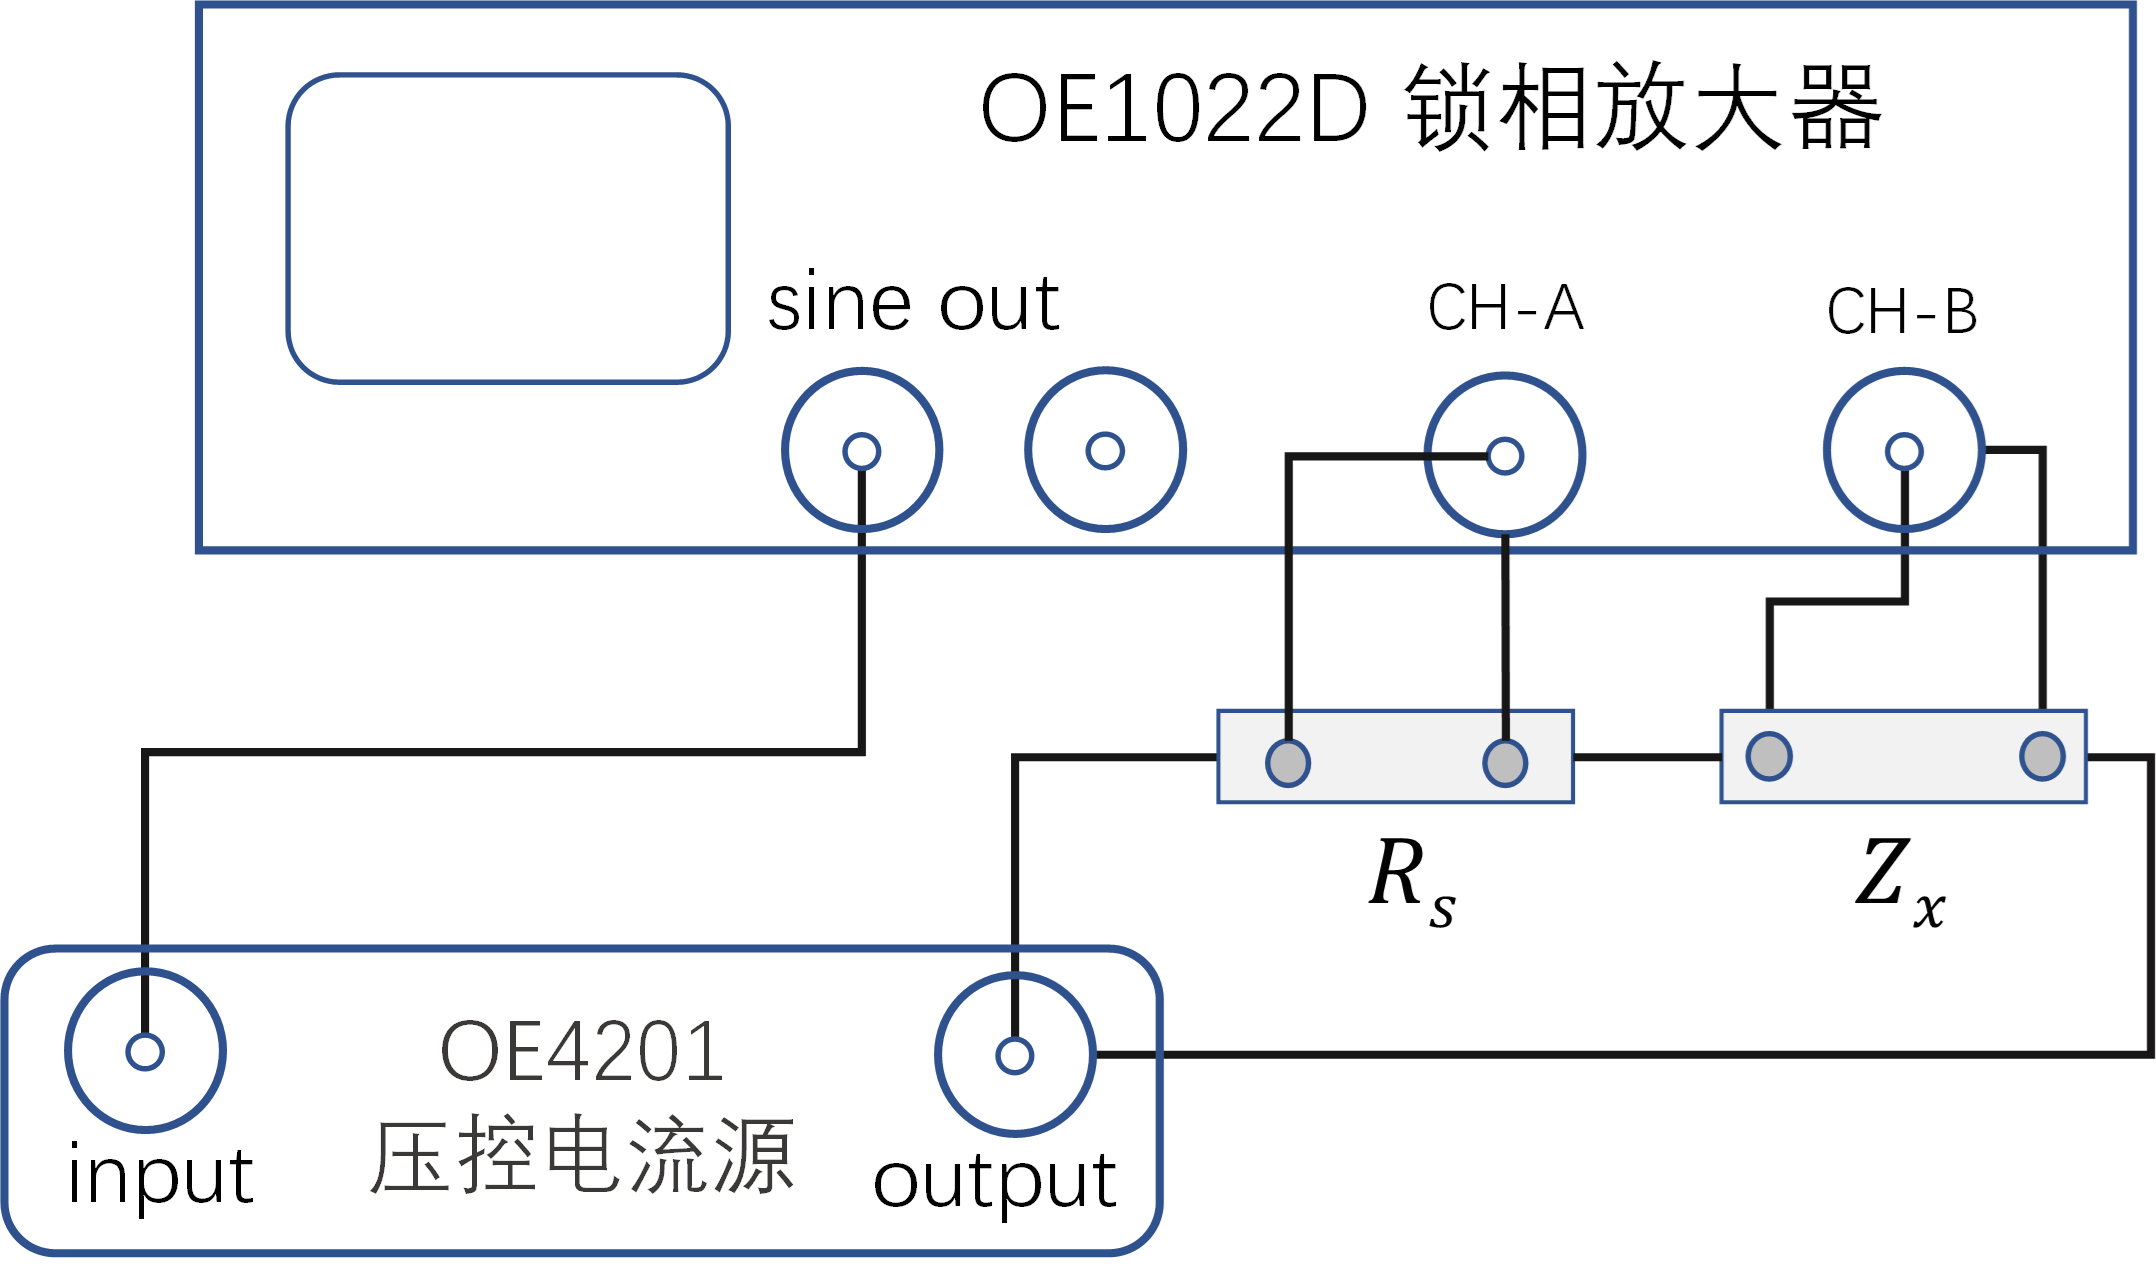 OE1022D 锁相放大器
sine out
CH-A
CH-B
R_s
Z_x
OE4201
压控电流源
input
output